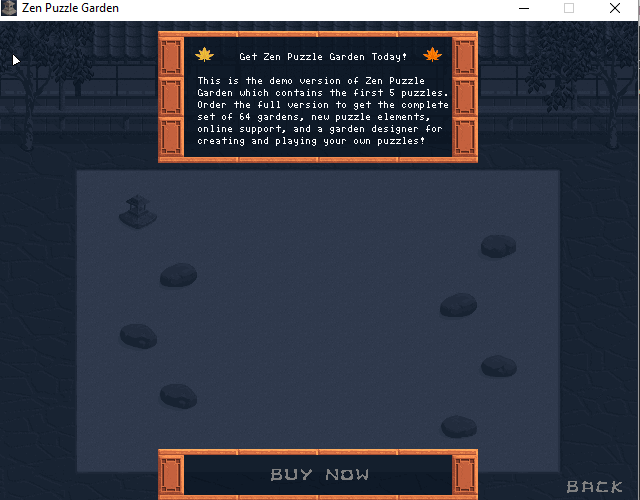 Zen Puzzle Garden
Get Zen Puzzle Garden Today!
This is the demo version of Zen Puzzle
Garden which contains the first 5 puzzles.
Order the full version to get the complete
set of 64 gardens, new puzzle elements,
online support, and a garden designer for
creating and playing your own puzzles!
BUY NOW
BACK